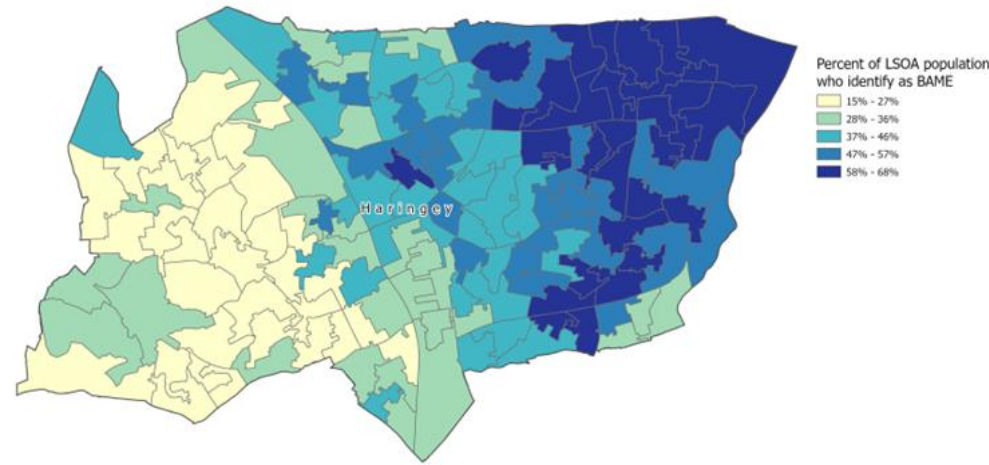 Percent of LSOA population
who identify as BAME
15% - 27%
28% - 36%
37% - 46%
47% - 57%
58% - 68%
Haringey